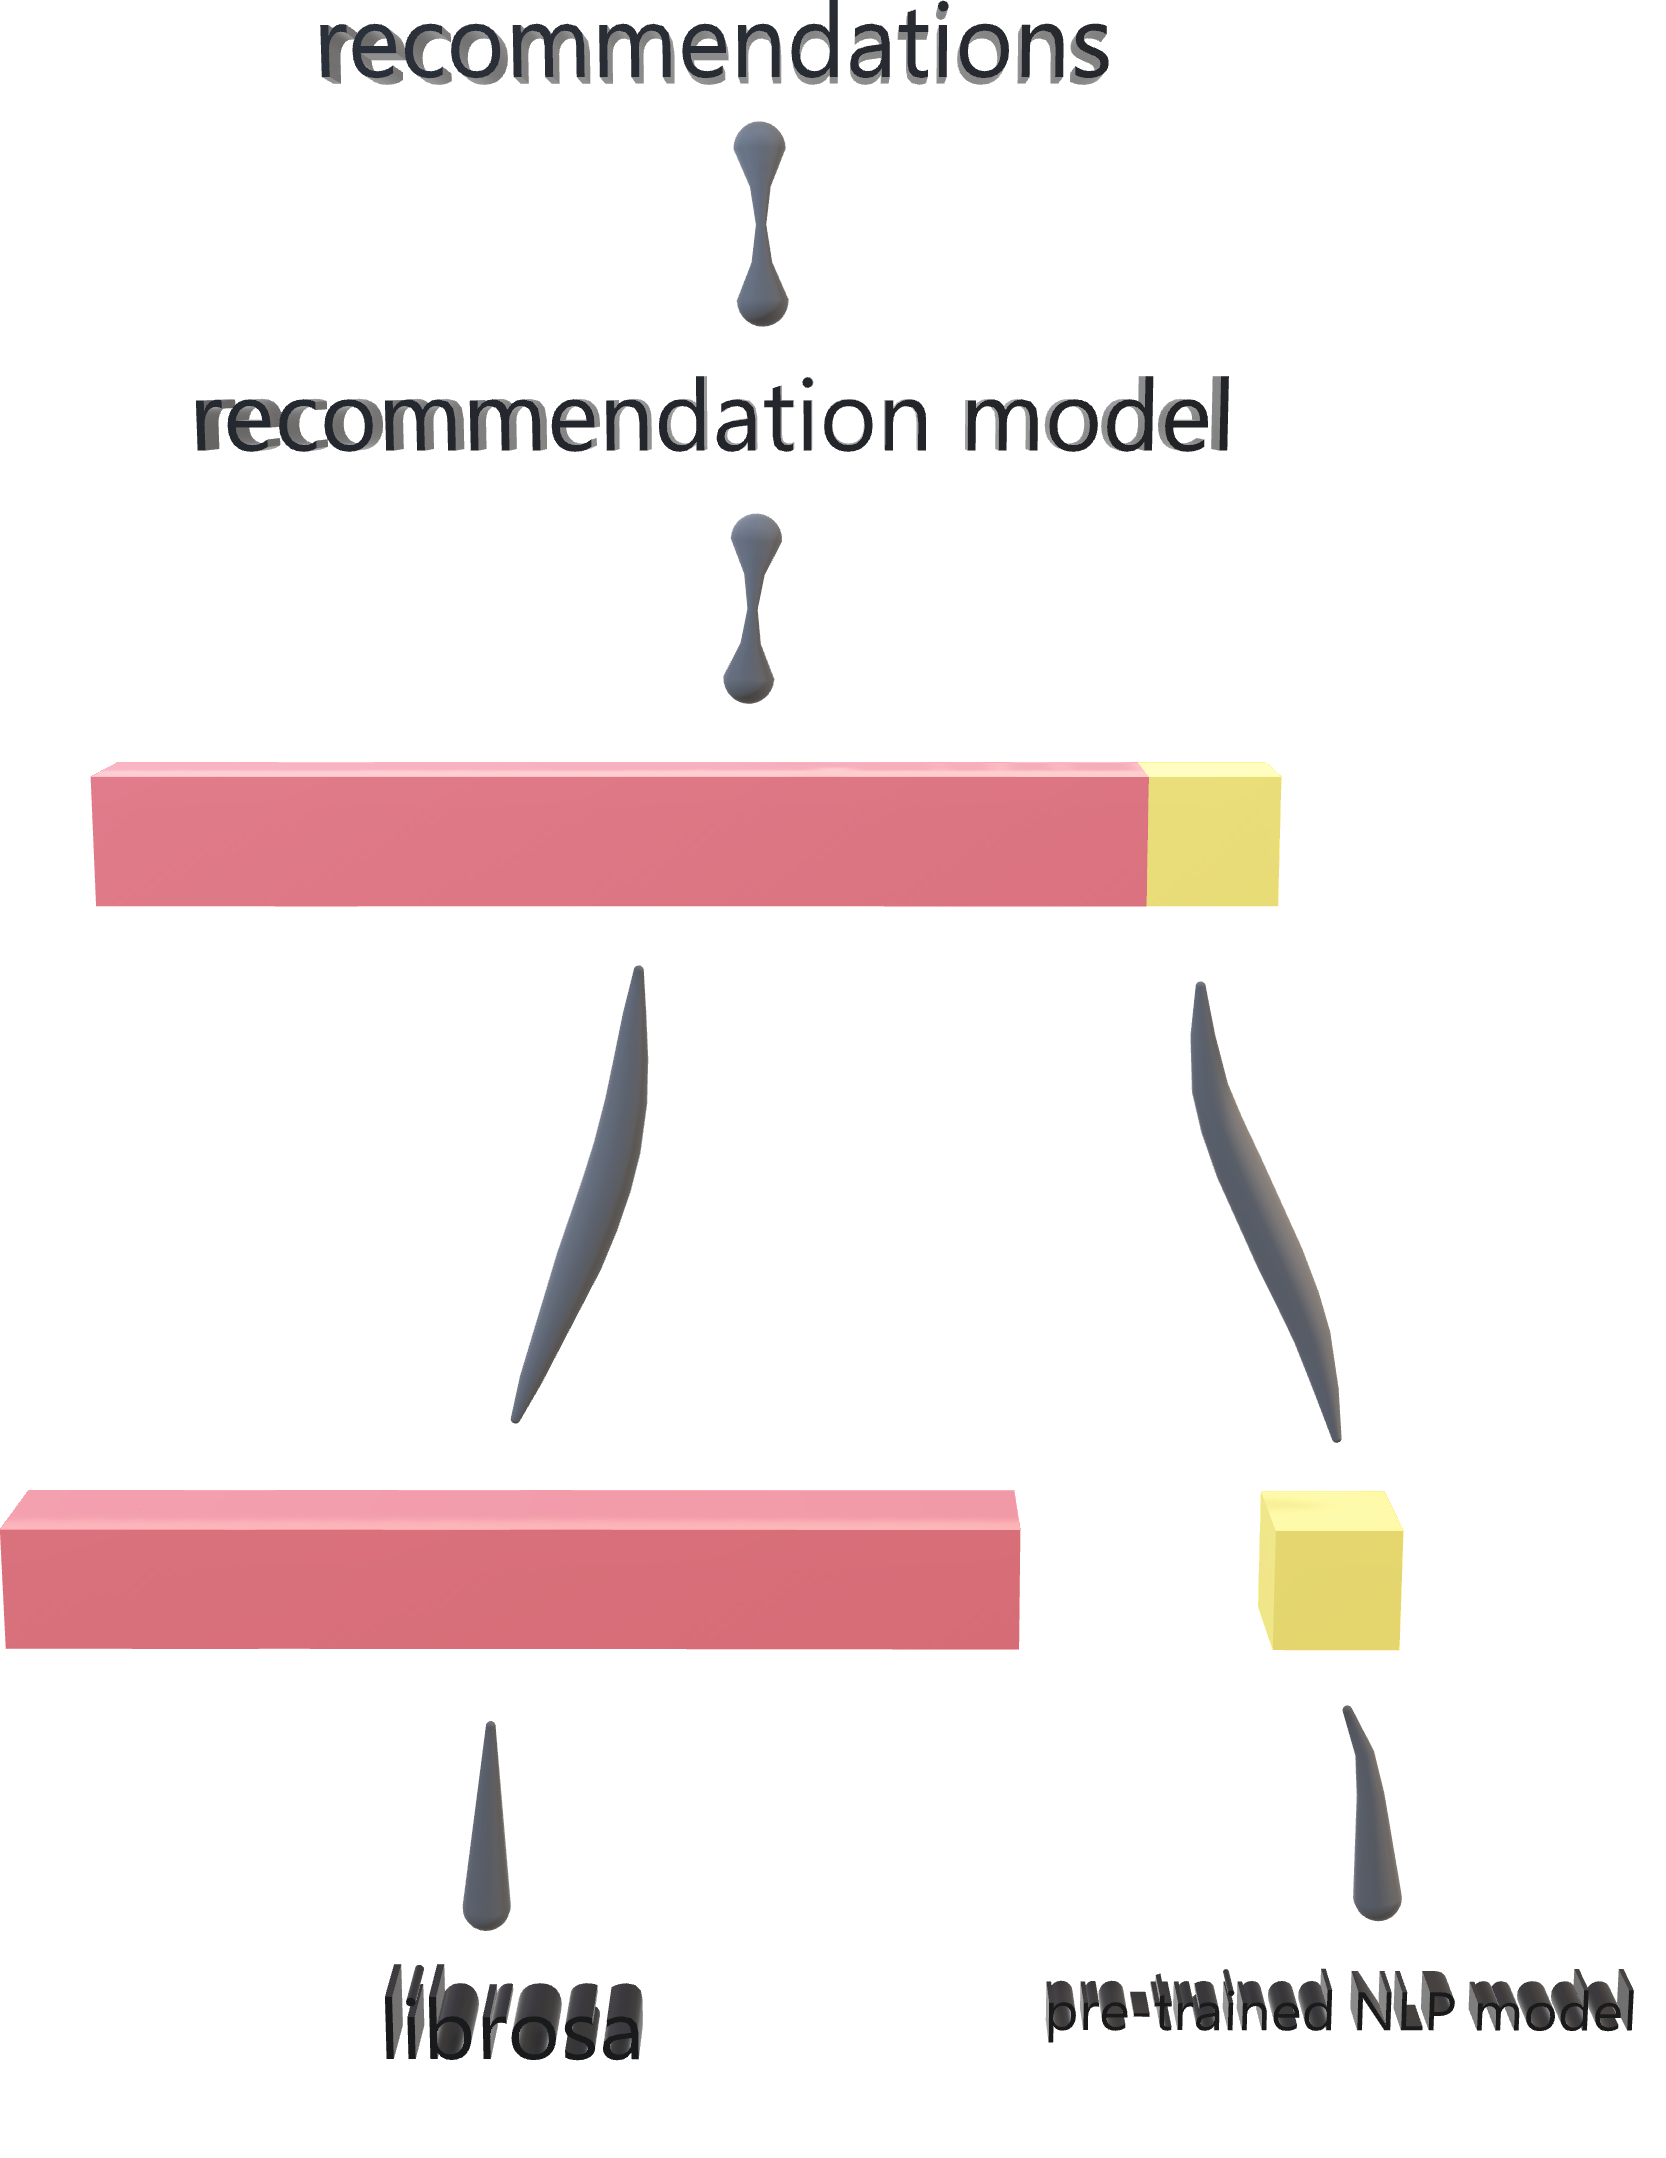 recommendations
recommendation model
librosa
pre-trained NLP model